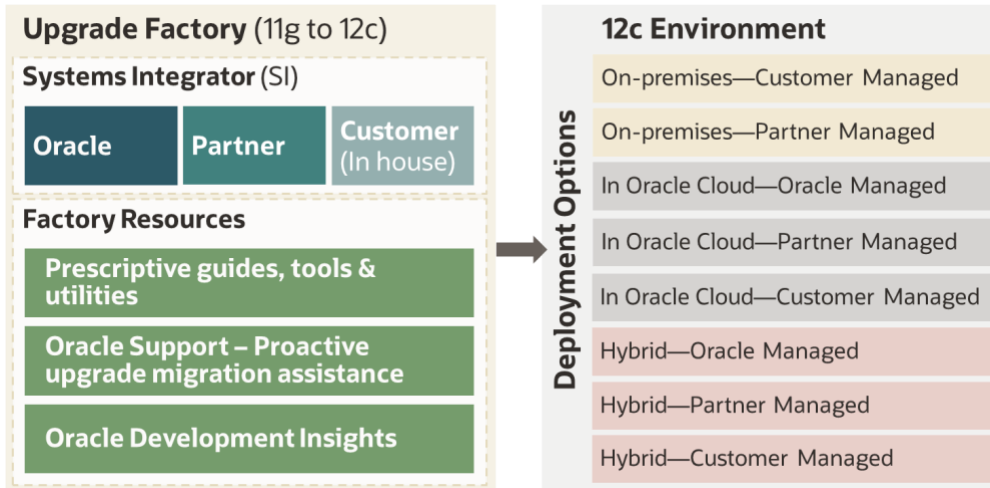 Upgrade Factory (11g to 12c)
Systems Integrator (SI)
Oracle
Partner
Customer
(In house)
Factory Resources
Prescriptive guides, tools &
utilities
Oracle Support – Proactive
upgrade migration assistance
Oracle Development Insights
Deployment Options
12c Environment
On-premises—Customer Managed
On-premises—Partner Managed
In Oracle Cloud—Oracle Managed
In Oracle Cloud—Partner Managed
In Oracle Cloud—Customer Managed
Hybrid—Oracle Managed
Hybrid—Partner Managed
Hybrid—Customer Managed